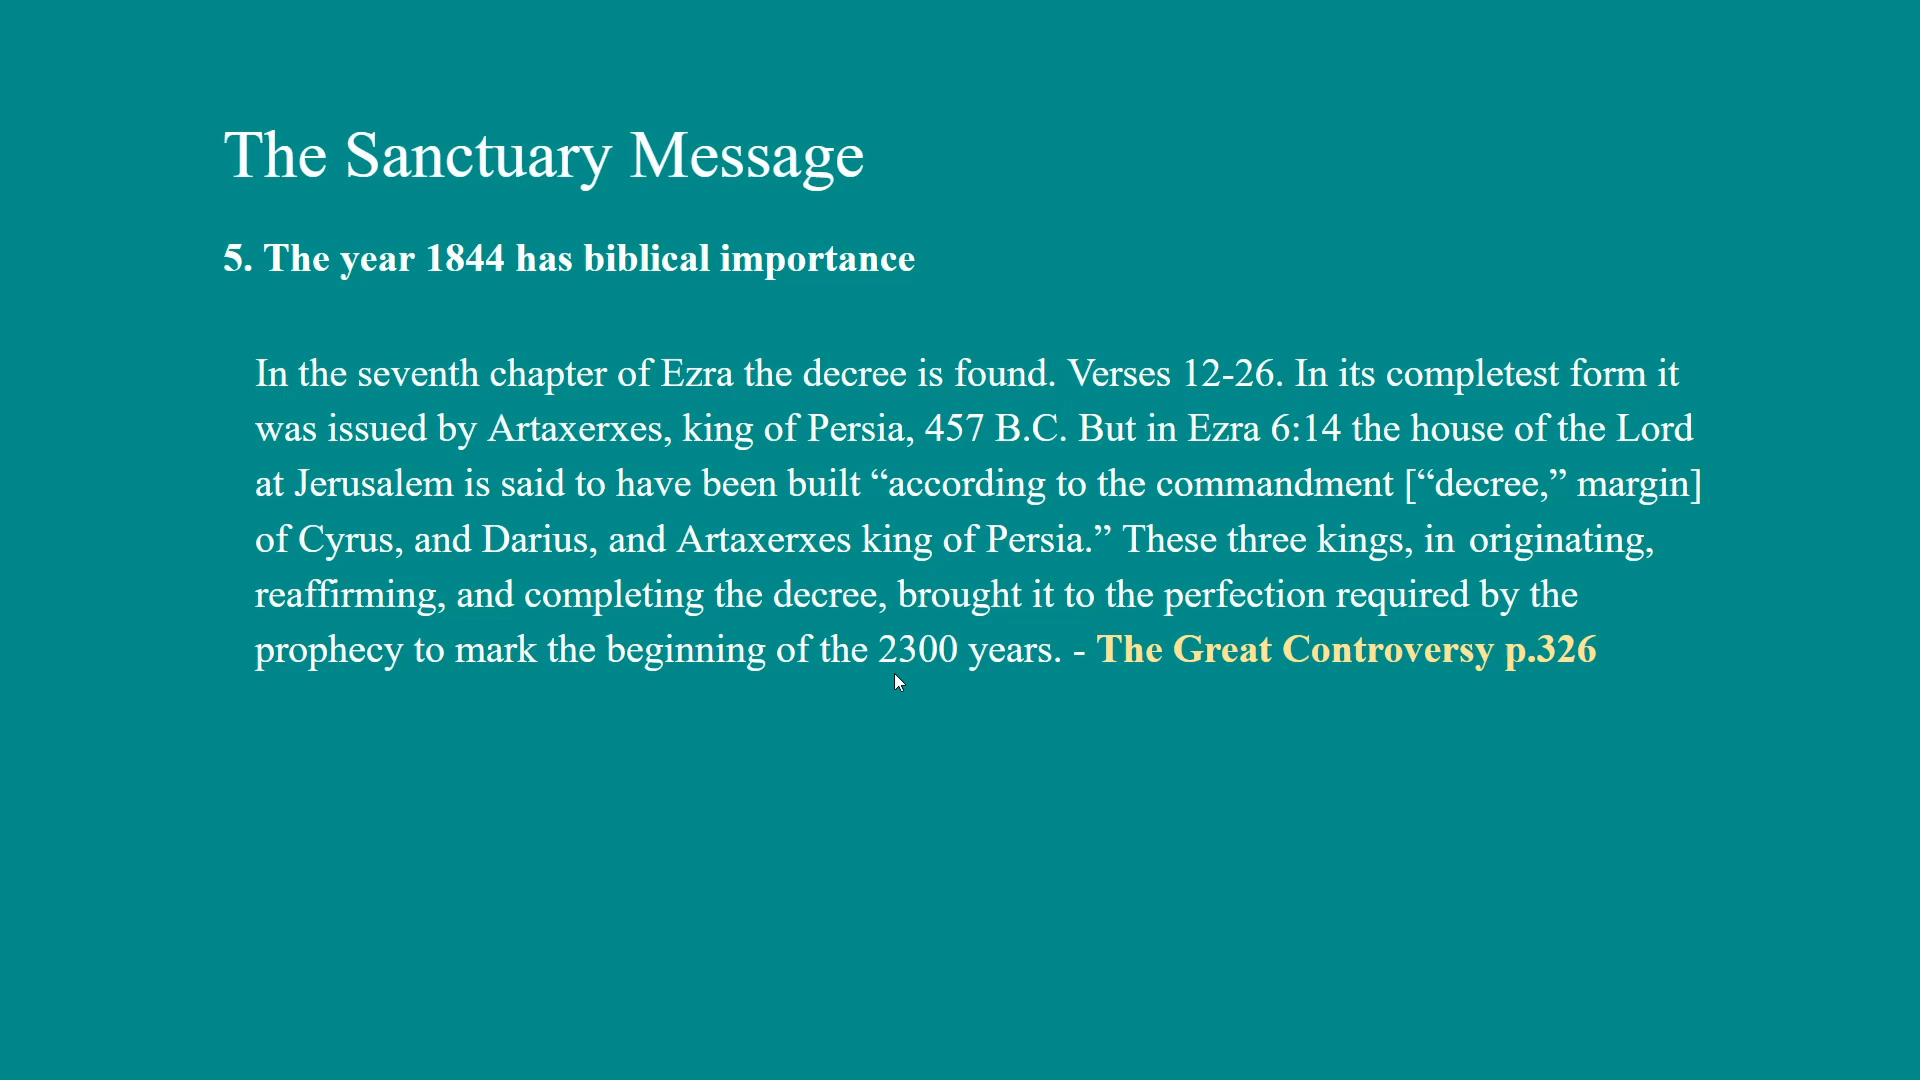 The Sanctuary Message
5. The year 1844 has biblical importance
In the seventh chapter of Ezra the decree is found. Verses 12-26. In its completest form it
was issued by Artaxerxes, king of Persia, 457 B.C. But in Ezra 6:14 the house of the Lord
at Jerusalem is said to have been built “according to the commandment [“decree,” margin]
of Cyrus, and Darius, and Artaxerxes king of Persia.” These three kings, in originating,
reaffirming, and completing the decree, brought it to the perfection required by the
prophecy to mark the beginning of the 2300 years. - The Great Controversy p.326